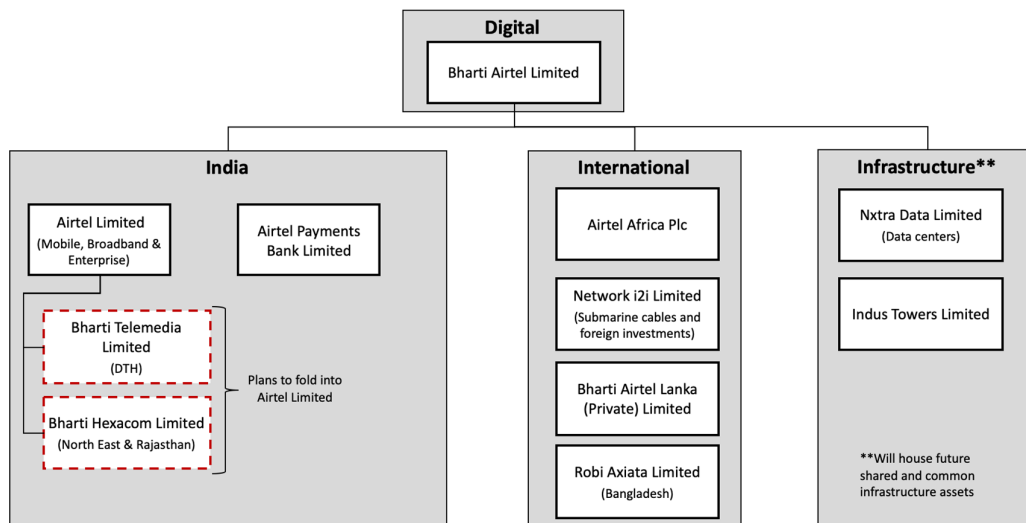 Digital
Bharti Airtel Limited
India
Airtel Limited
(Mobile, Broadband &
Enterprise)
Airtel Payments
Bank Limited
Bharti Telemedia
Limited
(DTH)
Bharti Hexacom Limited
(North East & Rajasthan)
Plans to fold into
Airtel Limited
International
Airtel Africa Plc
Network i2i Limited
(Submarine cables and
foreign investments)
Bharti Airtel Lanka
(Private) Limited
Robi Axiata Limited
(Bangladesh)
Infrastructure**
Nxtra Data Limited
(Data centers)
Indus Towers Limited
**Will house future
shared and common
infrastructure assets